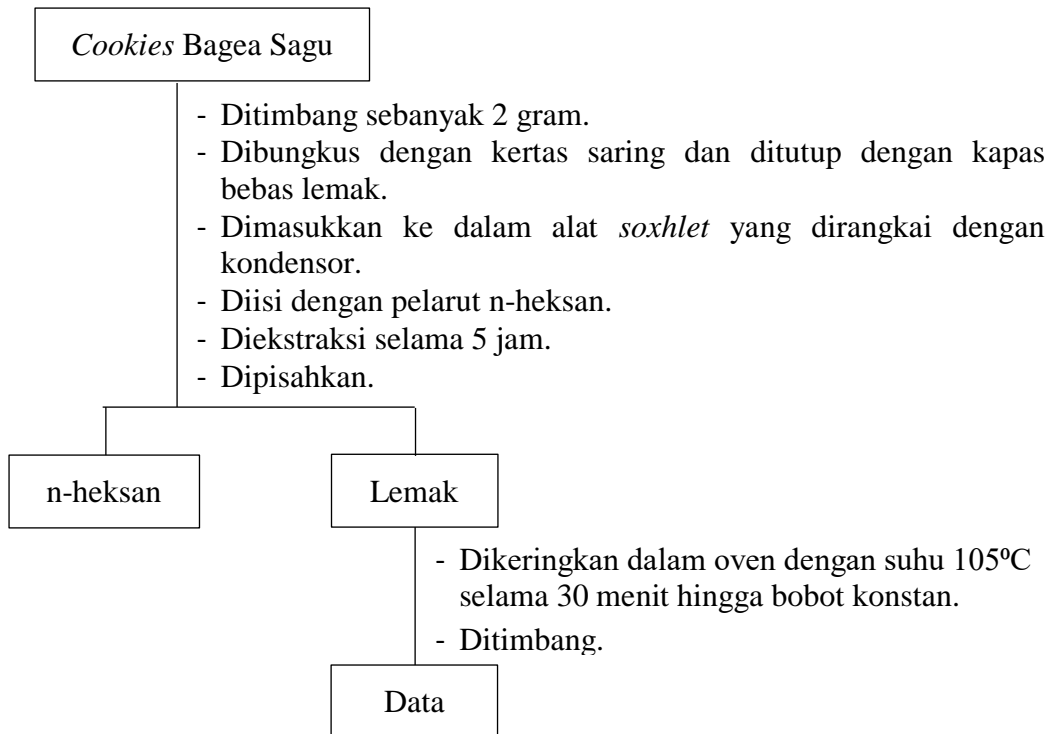 Cookies Bagea Sagu
- Ditimbang sebanyak 2 gram.
- Dibungkus dengan kertas saring dan ditutup dengan kapas
bebas lemak.
- Dimasukkan ke dalam alat soxhlet yang dirangkai dengan
kondensor.
- Diisi dengan pelarut n-heksan.
- Diekstraksi selama 5 jam.
- Dipisahkan.
n-heksan
Lemak
- Dikeringkan dalam oven dengan suhu 105⁰C
selama 30 menit hingga bobot konstan.
- Ditimbang.
Data